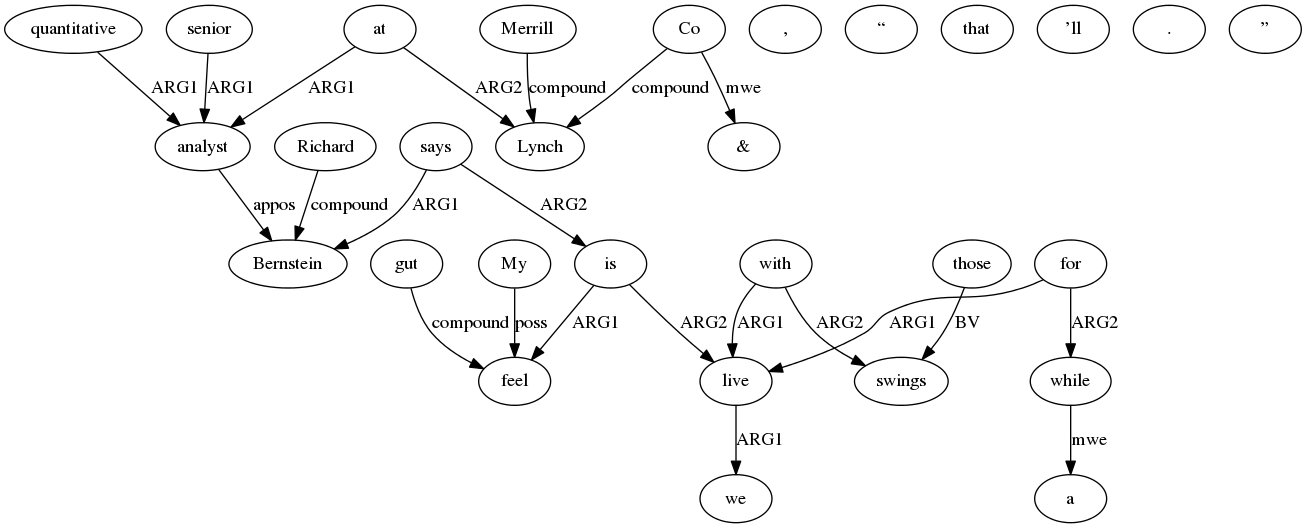 quantitative senior at Merrill Co , “ that ’ll . ”
ARG1 ARG1 ARG1 ARG2 compound compound mwe
analyst Richard says Lynch &
appos compound ARG1 ARG2
Bernstein gut My is with those for
compound poss ARG1 ARG2 ARG1 ARG2 ARG1 BV ARG2
feel live swings while
ARG1 mwe
we a